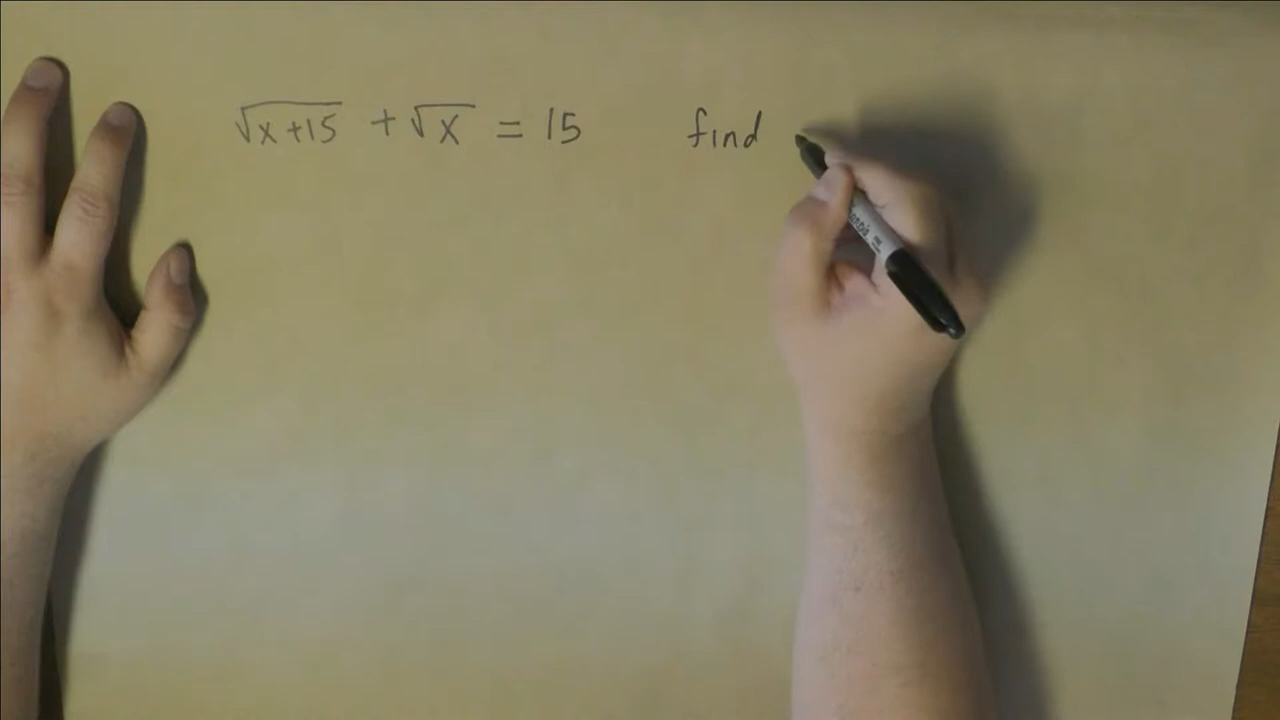 √x+15 + √x = 15 find